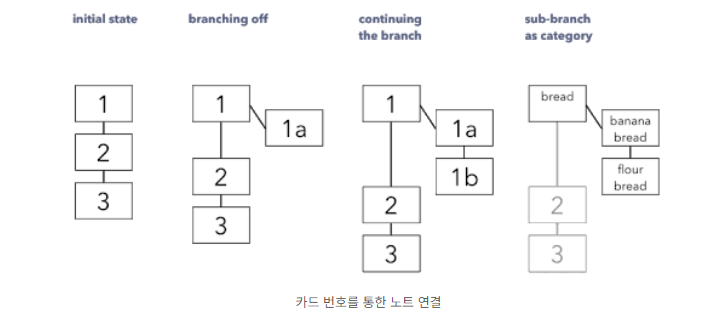 initial state
branching off
continuing
the branch
sub-branch
as category
1
2
3
1
1a
2
3
1
1a
1b
2
3
bread
banana
bread
flour
bread
2
3
카드 번호를 통한 노트 연결